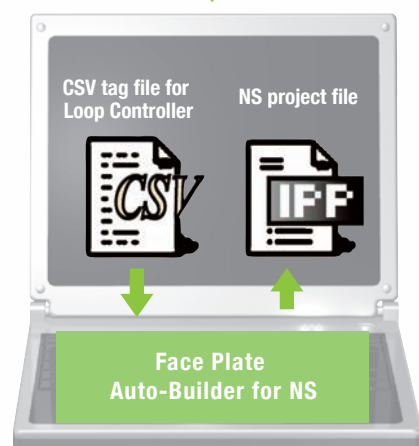 CSV tag file for
Loop Controller
NS project file
CSV
IPP
Face Plate
Auto-Builder for NS